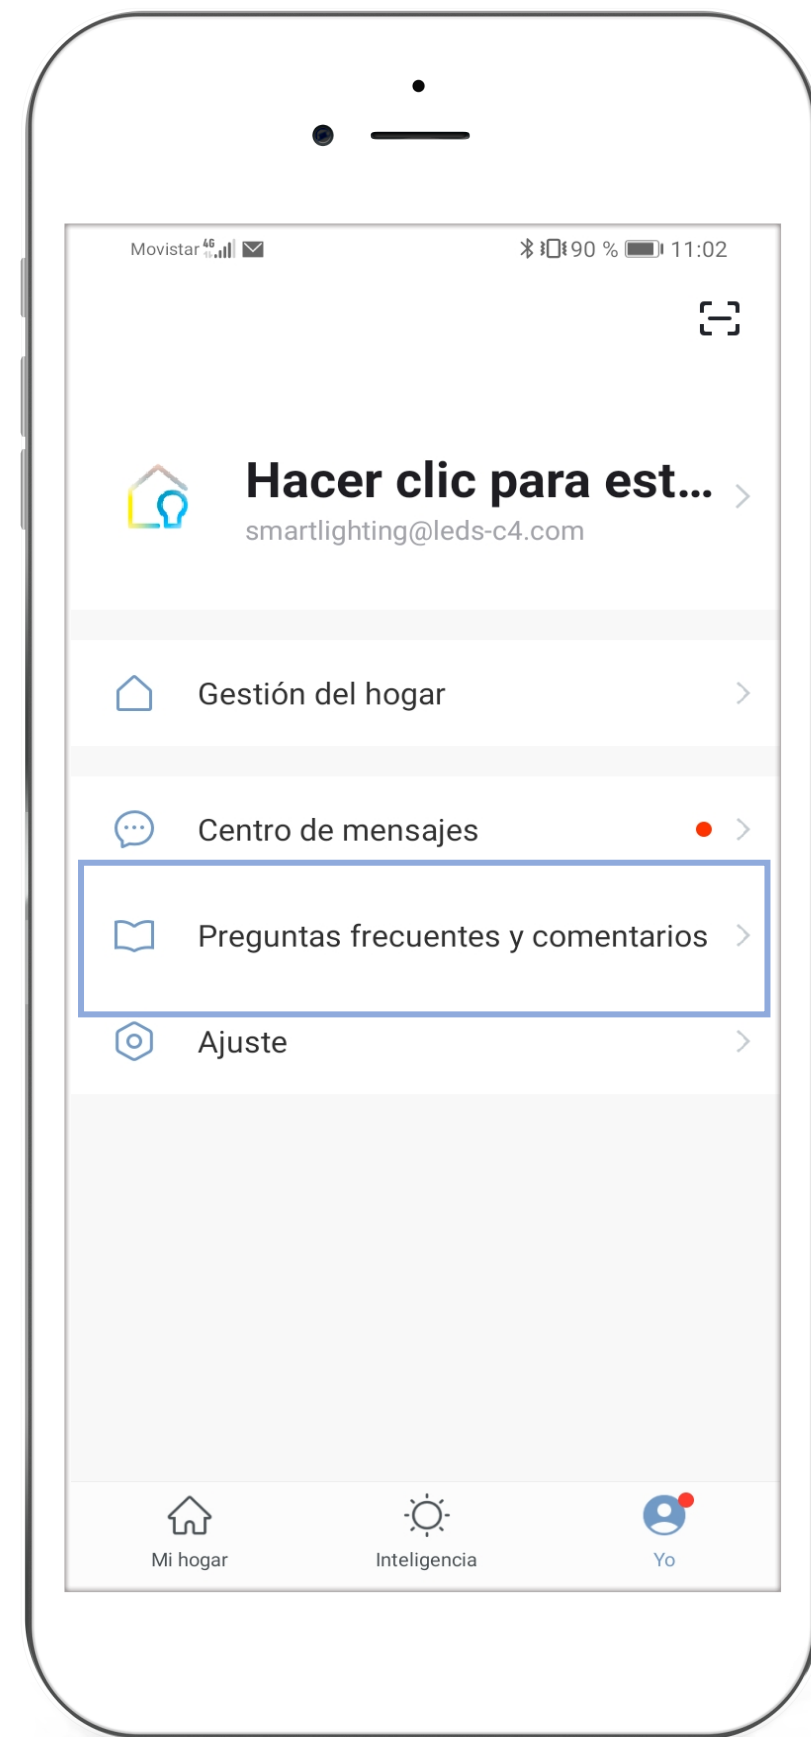 Movistar 4G 90 % 11:02
Hacer clic para est...
smartlighting@leds-c4.com
Gestión del hogar
Centro de mensajes
Preguntas frecuentes y comentarios
Ajuste
Mi hogar Inteligencia Yo